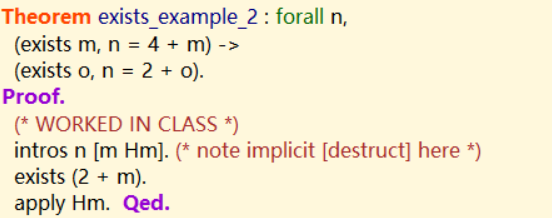 Theorem exists_example_2 : forall n,
(exists m, n = 4 + m) ->
(exists o, n = 2 + o).
Proof.
(* WORKED IN CLASS *)
intros n [m Hm]. (* note implicit [destruct] here *)
exists (2 + m).
apply Hm. Qed.